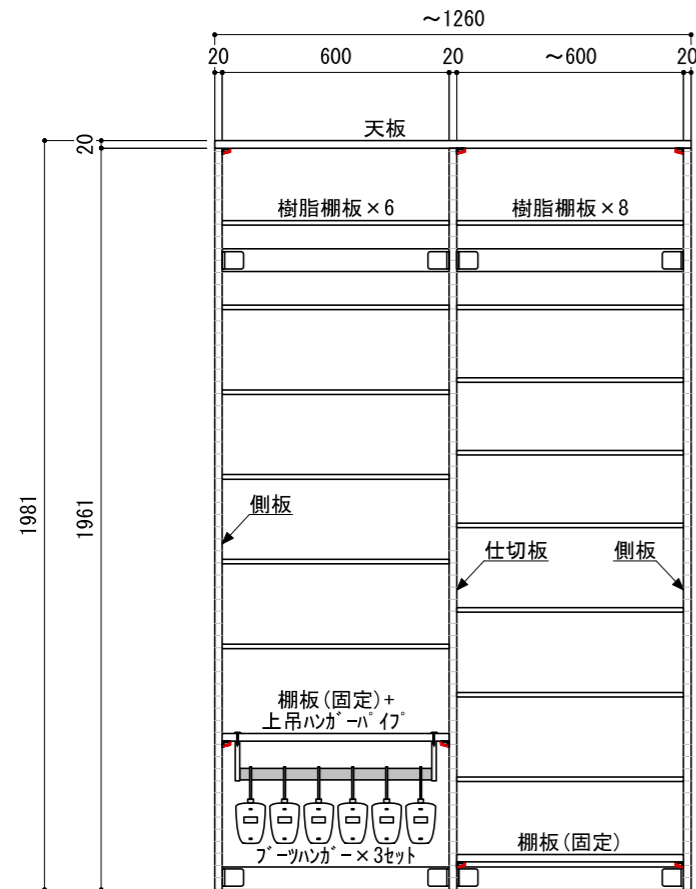 ～1260
20 600 20 ～600 20
20
天板
樹脂棚板×6
樹脂棚板×8
1981
1961
側板
仕切板
側板
棚板(固定)+
上吊ﾊﾝｶﾞｰﾊﾟｲﾌﾟ
ﾌﾞｰﾂﾊﾝｶﾞｰ×3ｾｯﾄ
棚板(固定)